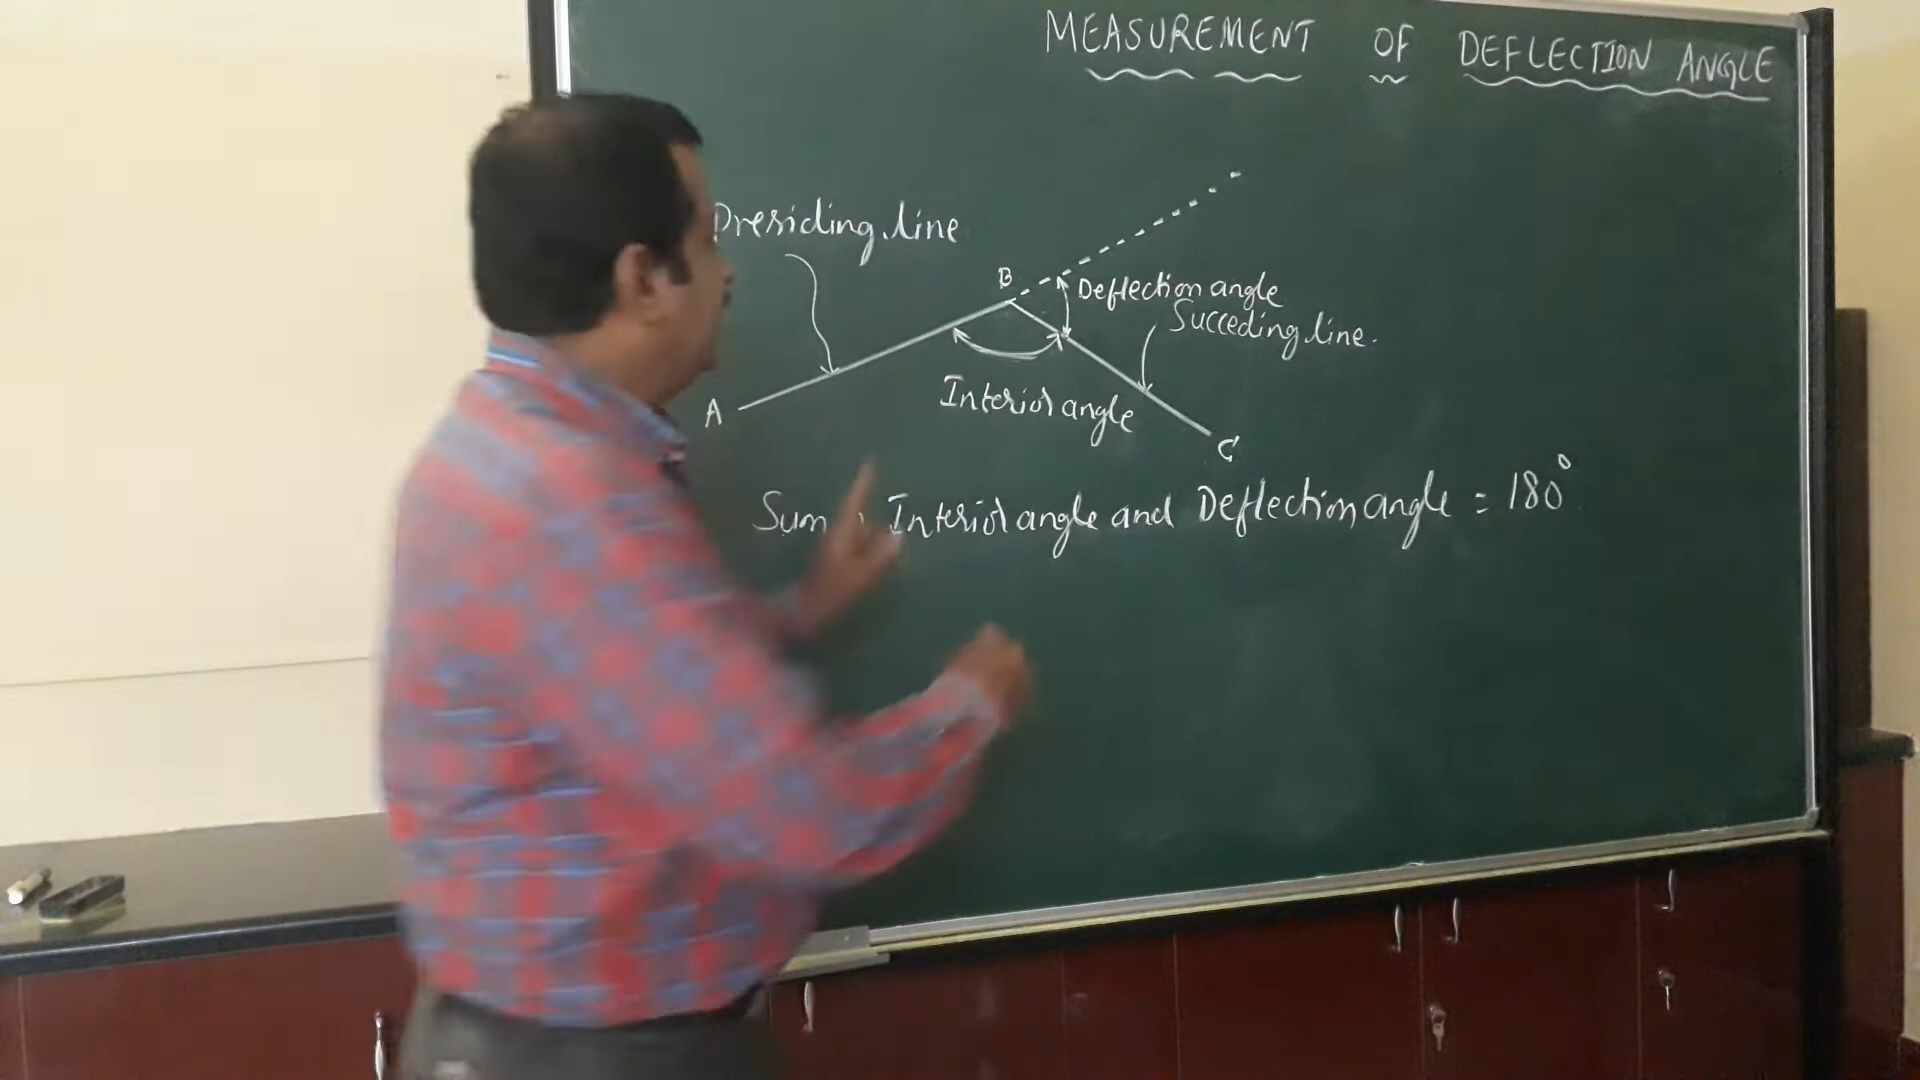 MEASUREMENT OF DEFLECTION ANGLE
Presiding line
B
Deflection angle
Succeding line.
A
Interior angle
C
Sum Interior angle and Deflection angle = 180°